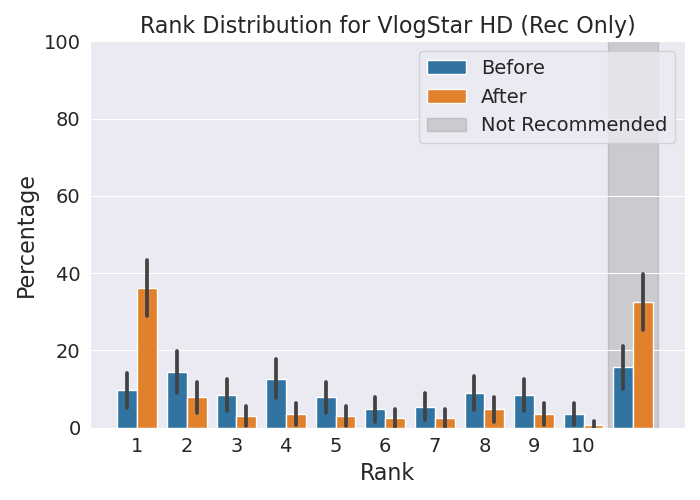 Rank Distribution for VlogStar HD (Rec Only)
100
80
60
40
20
0
Percentage
Before
After
Not Recommended
1 2 3 4 5 6 7 8 9 10
Rank